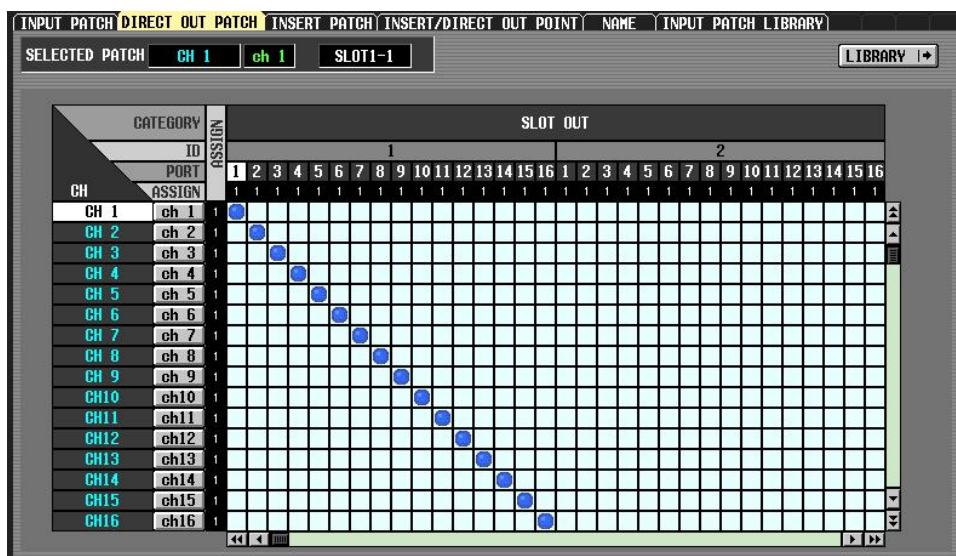 INPUT PATCH DIRECT OUT PATCH INSERT PATCH INSERT/DIRECT OUT POINT NAME INPUT PATCH LIBRARY
SELECTED PATCH CH 1 ch 1 SLOT1-1 LIBRARY
CATEGORY ASSIGN SLOT OUT
ID 1 2
PORT 1 2 3 4 5 6 7 8 9 10 11 12 13 14 15 16 1 2 3 4 5 6 7 8 9 10 11 12 13 14 15 16
CH ASSIGN 1 1 1 1 1 1 1 1 1 1 1 1 1 1 1 1 1 1 1 1 1 1 1 1 1 1 1 1 1 1 1 1
CH 1 ch 1 1
CH 2 ch 2 1
CH 3 ch 3 1
CH 4 ch 4 1
CH 5 ch 5 1
CH 6 ch 6 1
CH 7 ch 7 1
CH 8 ch 8 1
CH 9 ch 9 1
CH10 ch10 1
CH11 ch11 1
CH12 ch12 1
CH13 ch13 1
CH14 ch14 1
CH15 ch15 1
CH16 ch16 1